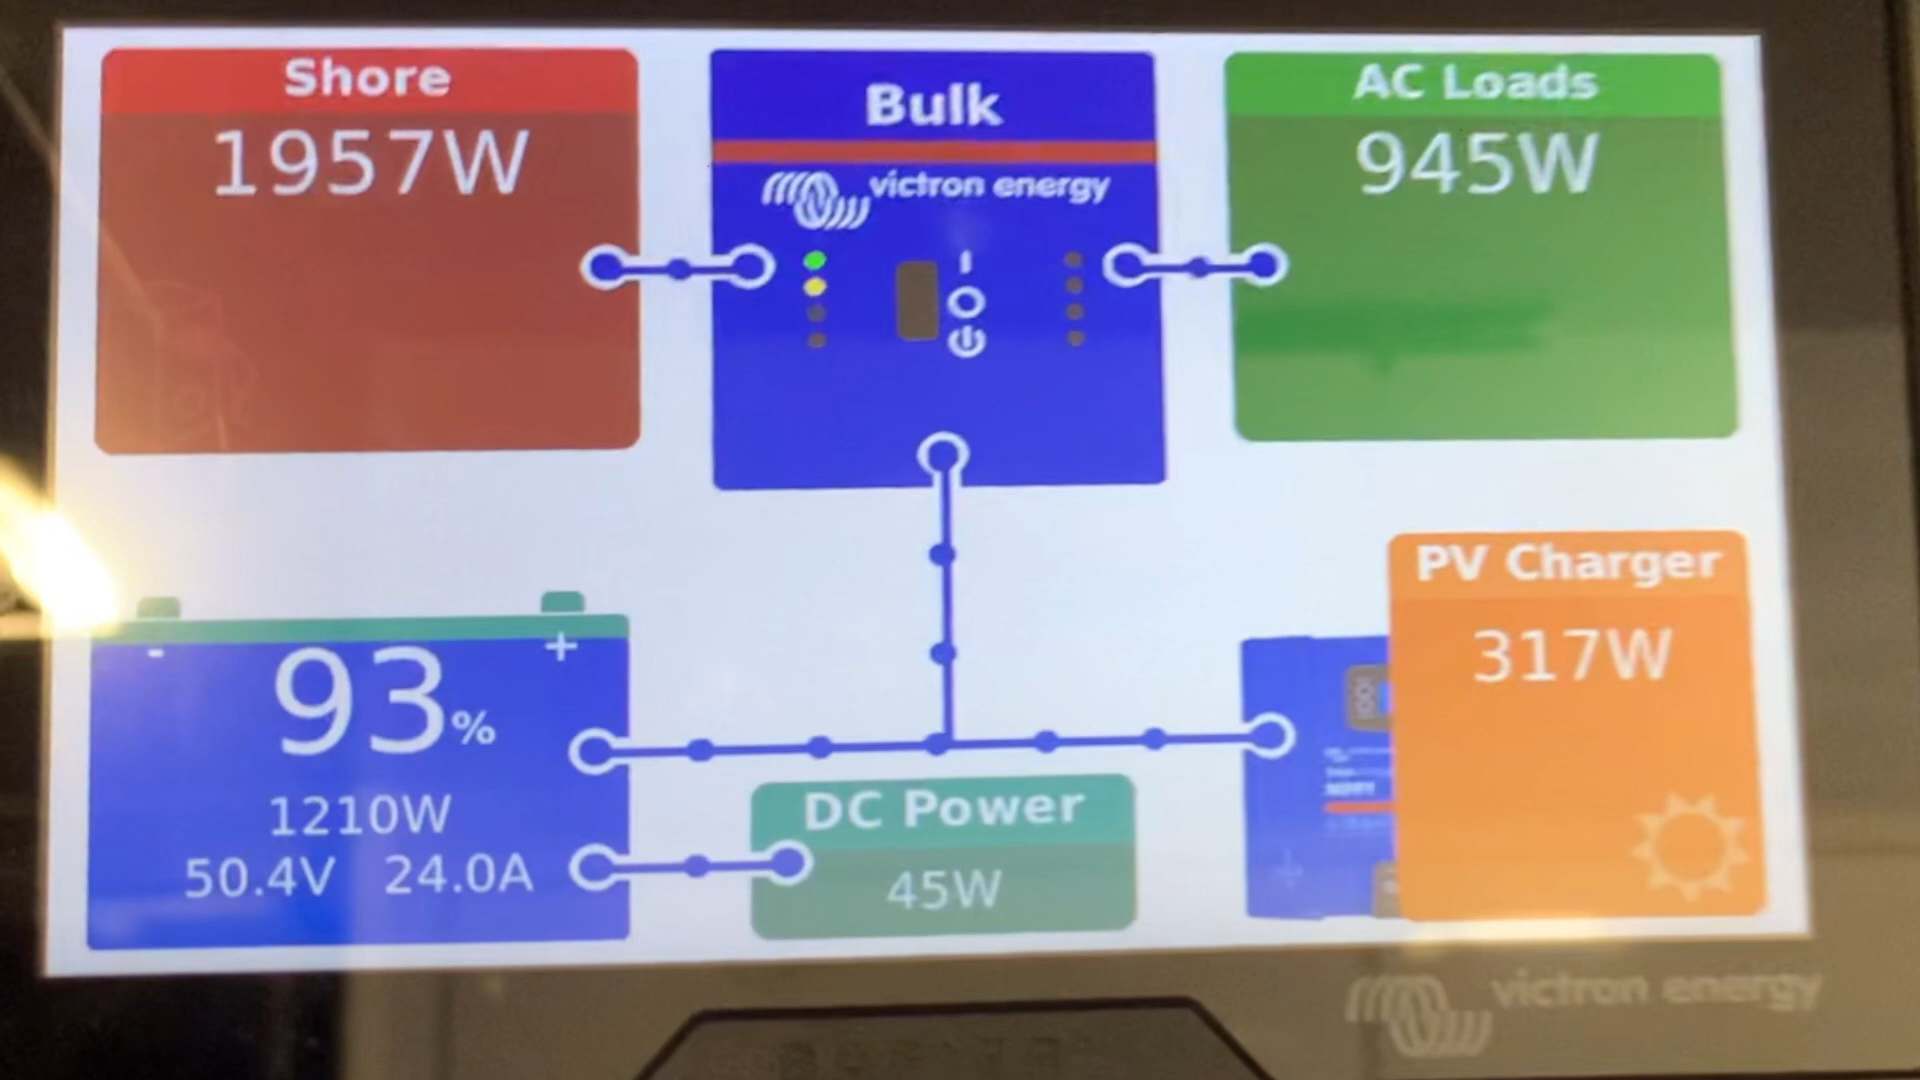 Shore
1957W
Bulk
victron energy
AC Loads
945W
- +
93%
1210W
50.4V 24.0A
DC Power
45W
PV Charger
317W
victron energy